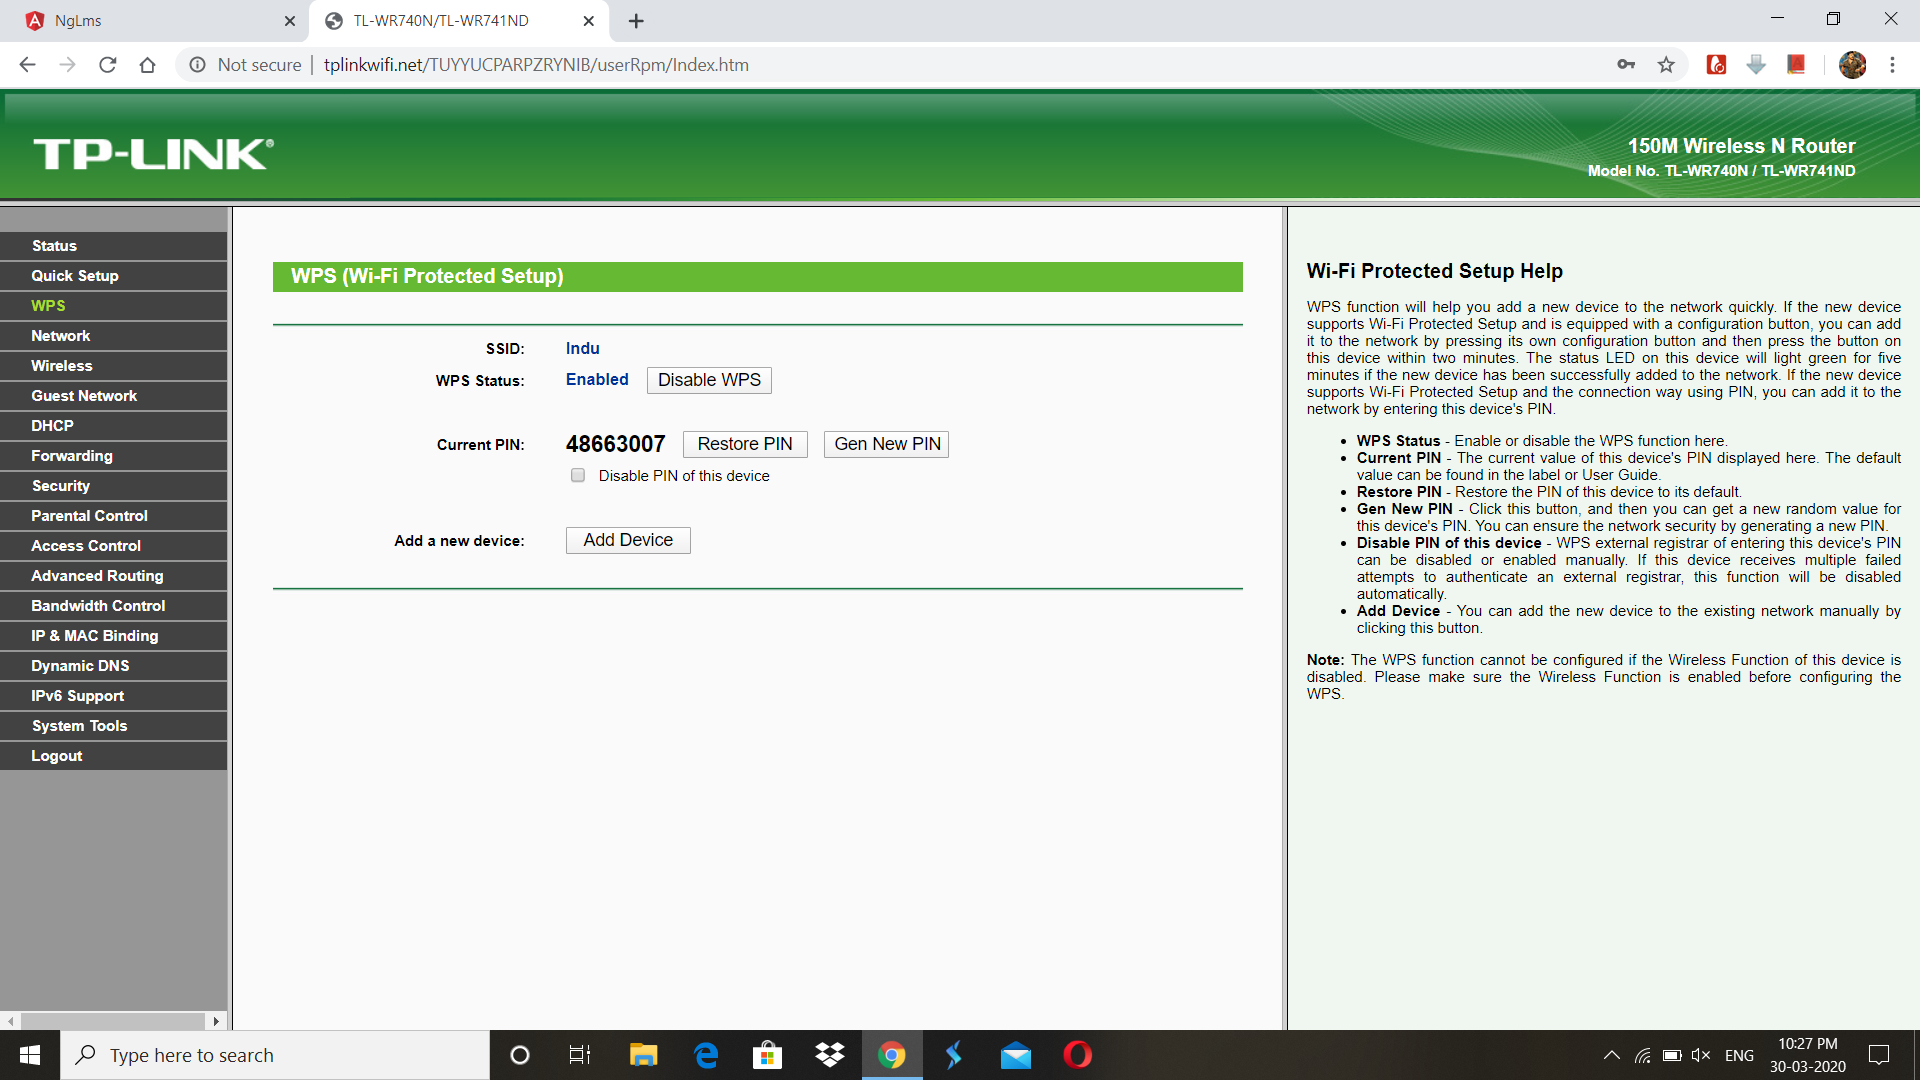 NgLms
TL-WR740N/TL-WR741ND
Not secure | tplinkwifi.net/TUYYUCPARPZRYNIB/userRpm/Index.htm
TP-LINK®
150M Wireless N Router
Model No. TL-WR740N / TL-WR741ND
Status
Quick Setup
WPS
Network
Wireless
Guest Network
DHCP
Forwarding
Security
Parental Control
Access Control
Advanced Routing
Bandwidth Control
IP & MAC Binding
Dynamic DNS
IPv6 Support
System Tools
Logout
WPS (Wi-Fi Protected Setup)
SSID: Indu
WPS Status: Enabled Disable WPS
Current PIN: 48663007 Restore PIN Gen New PIN
Disable PIN of this device
Add a new device: Add Device
Wi-Fi Protected Setup Help
WPS function will help you add a new device to the network quickly. If the new device
supports Wi-Fi Protected Setup and is equipped with a configuration button, you can add
it to the network by pressing its own configuration button and then press the button on
this device within two minutes. The status LED on this device will light green for five
minutes if the new device has been successfully added to the network. If the new device
supports Wi-Fi Protected Setup and the connection way using PIN, you can add it to the
network by entering this device's PIN.
• WPS Status - Enable or disable the WPS function here.
• Current PIN - The current value of this device's PIN displayed here. The default
value can be found in the label or User Guide.
• Restore PIN - Restore the PIN of this device to its default.
• Gen New PIN - Click this button, and then you can get a new random value for
this device's PIN. You can ensure the network security by generating a new PIN.
• Disable PIN of this device - WPS external registrar of entering this device's PIN
can be disabled or enabled manually. If this device receives multiple failed
attempts to authenticate an external registrar, this function will be disabled
automatically.
• Add Device - You can add the new device to the existing network manually by
clicking this button.
Note: The WPS function cannot be configured if the Wireless Function of this device is
disabled. Please make sure the Wireless Function is enabled before configuring the
WPS.
Type here to search
ENG
10:27 PM
30-03-2020